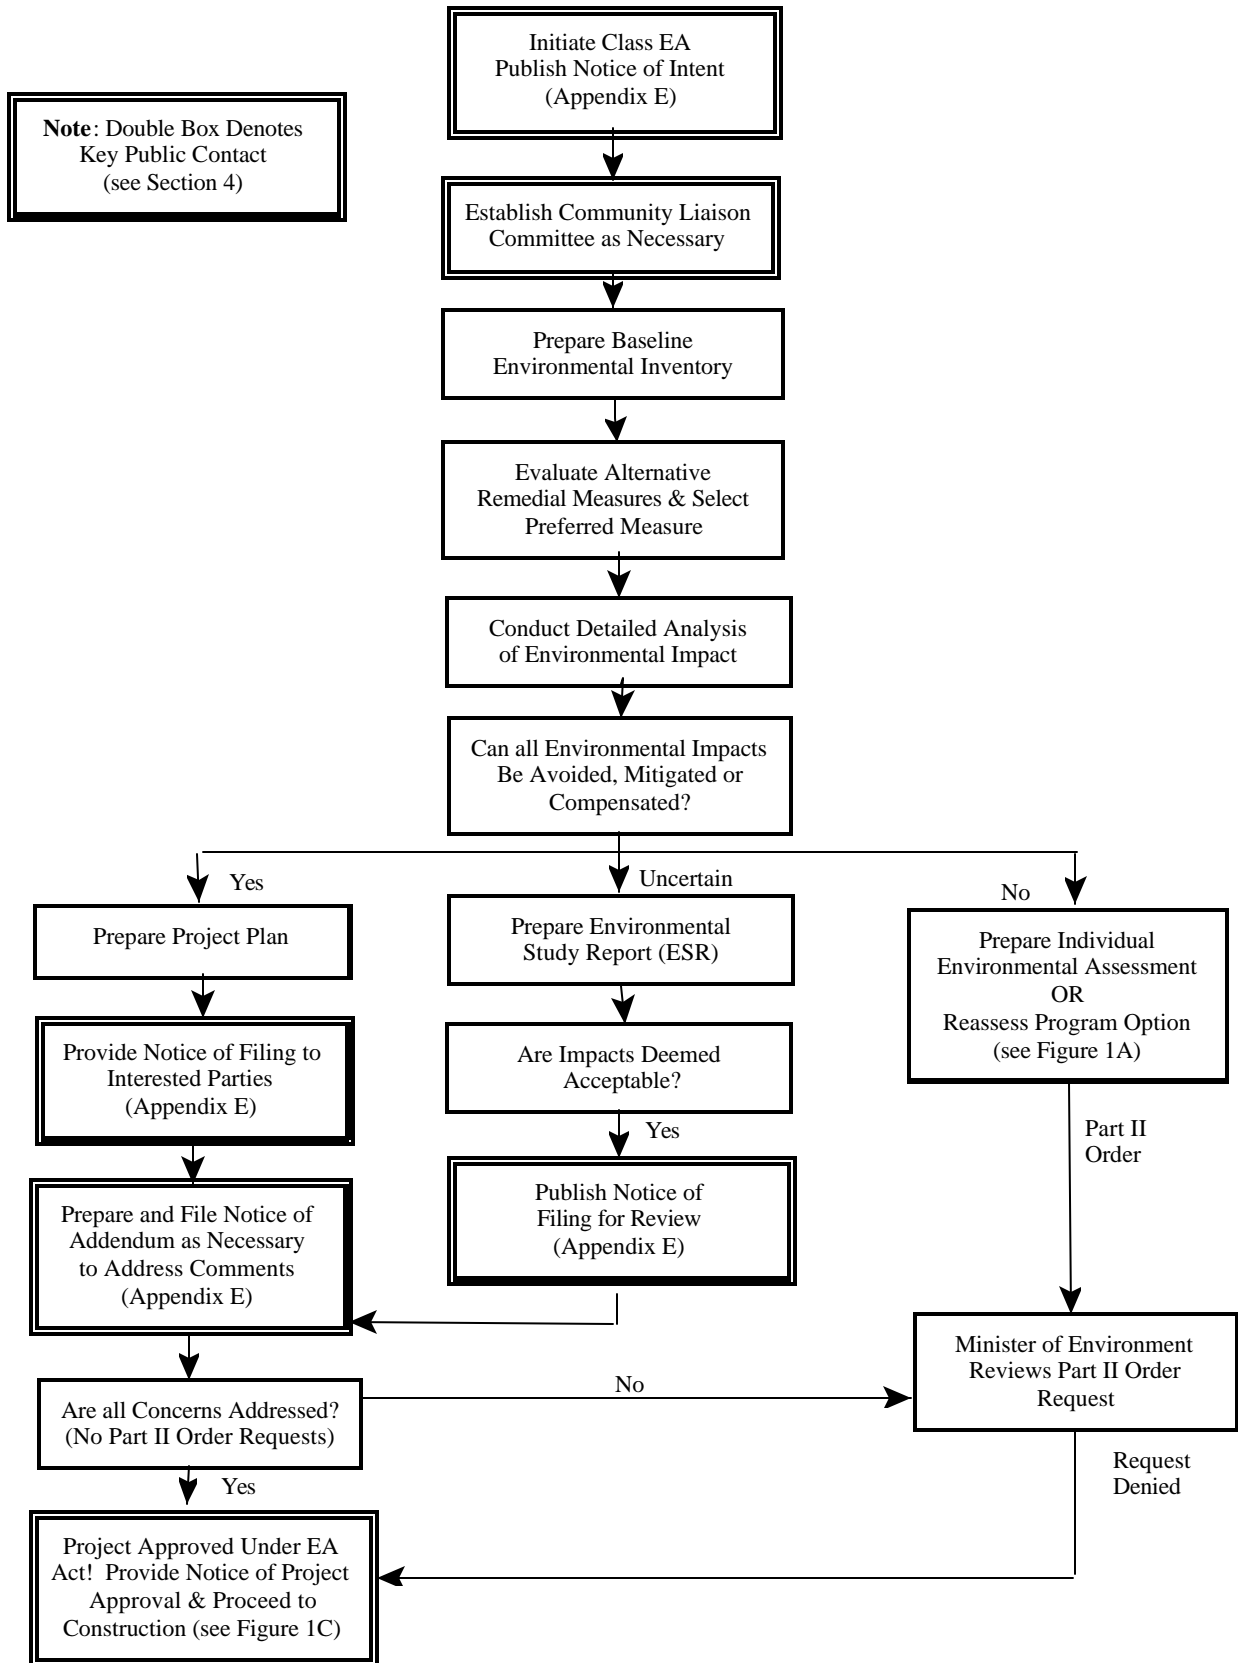 Initiate Class EA
Publish Notice of Intent
(Appendix E)
Note: Double Box Denotes
Key Public Contact
(see Section 4)
Establish Community Liaison
Committee as Necessary
Prepare Baseline
Environmental Inventory
Evaluate Alternative
Remedial Measures & Select
Preferred Measure
Conduct Detailed Analysis
of Environmental Impact
Can all Environmental Impacts
Be Avoided, Mitigated or
Compensated?
Yes
Uncertain
No
Prepare Project Plan
Prepare Environmental
Study Report (ESR)
Prepare Individual
Environmental Assessment
OR
Reassess Program Option
(see Figure 1A)
Provide Notice of Filing to
Interested Parties
(Appendix E)
Are Impacts Deemed
Acceptable?
Yes
Part II
Order
Prepare and File Notice of
Addendum as Necessary
to Address Comments
(Appendix E)
Publish Notice of
Filing for Review
(Appendix E)
Minister of Environment
Reviews Part II Order
Request
Are all Concerns Addressed?
(No Part II Order Requests)
No
Yes
Request
Denied
Project Approved Under EA
Act! Provide Notice of Project
Approval & Proceed to
Construction (see Figure 1C)